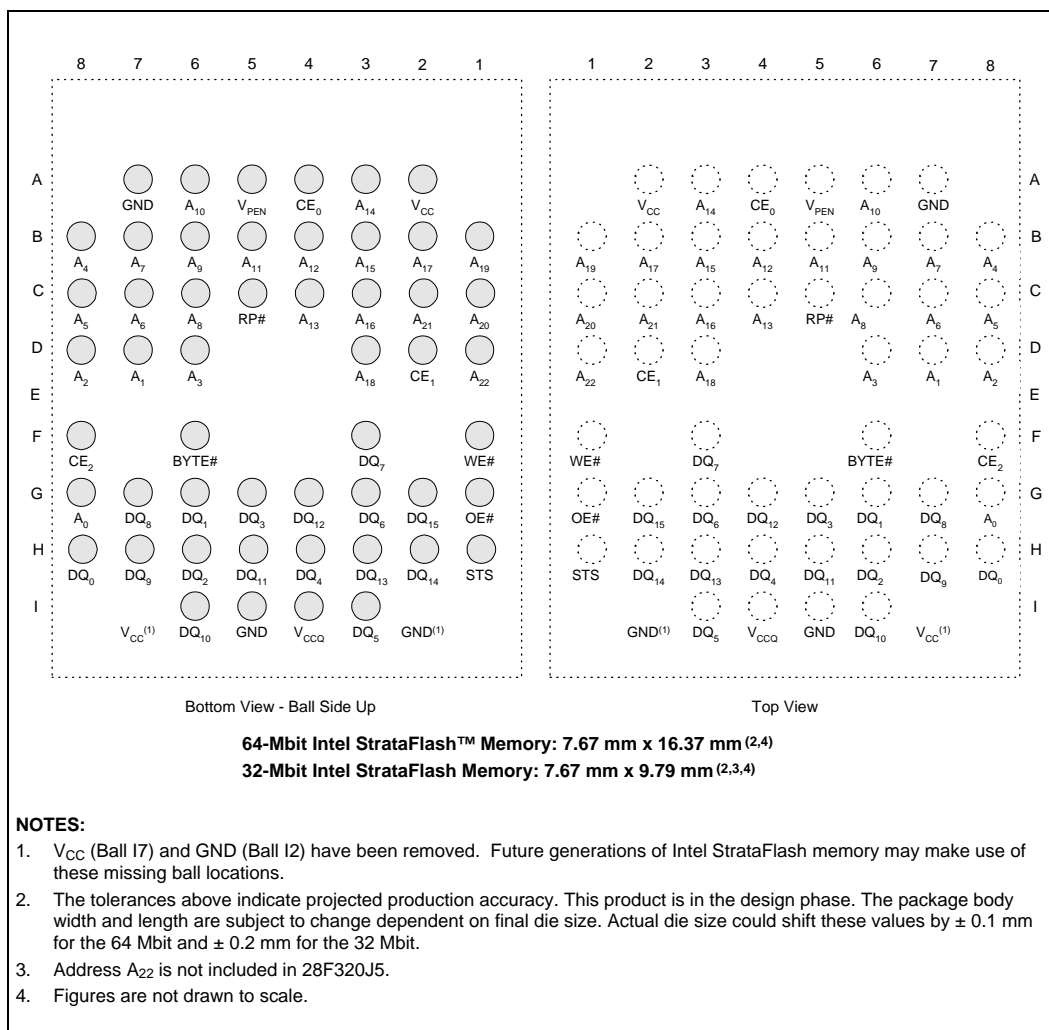 8 7 6 5 4 3 2 1 1 2 3 4 5 6 7 8
A A
GND A10 VPEN CE0 A14 VCC VCC A14 CE0 VPEN A10 GND
B B
A4 A7 A9 A11 A12 A15 A17 A19 A19 A17 A15 A12 A11 A9 A7 A4
C C
A5 A6 A8 RP# A13 A16 A21 A20 A20 A21 A16 A13 RP# A8 A6 A5
D D
A2 A1 A3 A18 CE1 A22 A22 CE1 A18 A3 A1 A2
E E
F F
CE2 BYTE# DQ7 WE# WE# DQ7 BYTE# CE2
G G
A0 DQ8 DQ1 DQ3 DQ12 DQ6 DQ15 OE# OE# DQ15 DQ6 DQ12 DQ3 DQ1 DQ8 A0
H H
DQ0 DQ9 DQ2 DQ11 DQ4 DQ13 DQ14 STS STS DQ14 DQ13 DQ4 DQ11 DQ2 DQ9 DQ0
I I
VCC(1) DQ10 GND VCCQ DQ5 GND(1) GND(1) DQ5 VCCQ GND DQ10 VCC(1)
Bottom View - Ball Side Up Top View
64-Mbit Intel StrataFlash™ Memory: 7.67 mm x 16.37 mm (2,4)
32-Mbit Intel StrataFlash Memory: 7.67 mm x 9.79 mm (2,3,4)
NOTES:
1. VCC (Ball I7) and GND (Ball I2) have been removed. Future generations of Intel StrataFlash memory may make use of
these missing ball locations.
2. The tolerances above indicate projected production accuracy. This product is in the design phase. The package body
width and length are subject to change dependent on final die size. Actual die size could shift these values by ± 0.1 mm
for the 64 Mbit and ± 0.2 mm for the 32 Mbit.
3. Address A22 is not included in 28F320J5.
4. Figures are not drawn to scale.